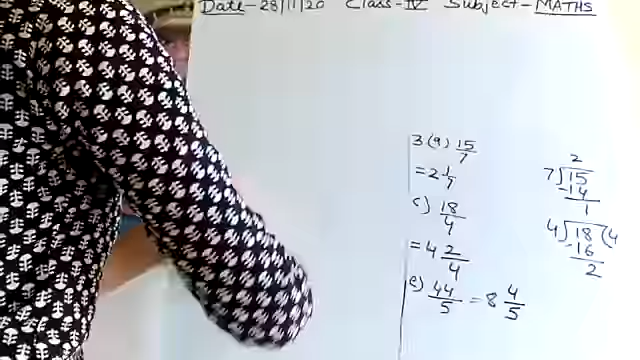 Date-28/11/20 Class-IV Subject-MATHS
3(a) 15/7
= 2 1/7
c) 18/4
= 4 2/4
e) 44/5 = 8 4/5
2
7)15
-14
1
4)18(4
-16
2